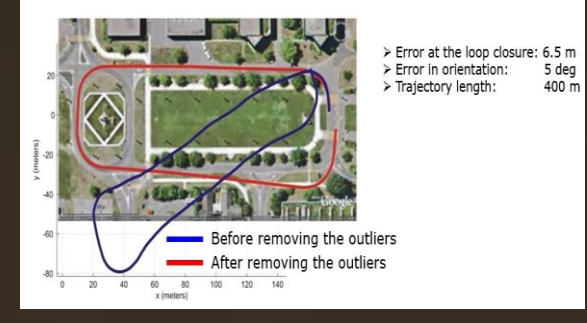 ➢ Error at the loop closure: 6.5 m
➢ Error in orientation: 5 deg
➢ Trajectory length: 400 m
20
0
-20
-40
-60
-80
y (meters)
Google
Before removing the outliers
After removing the outliers
0 20 40 60 80 100 120 140
x (meters)